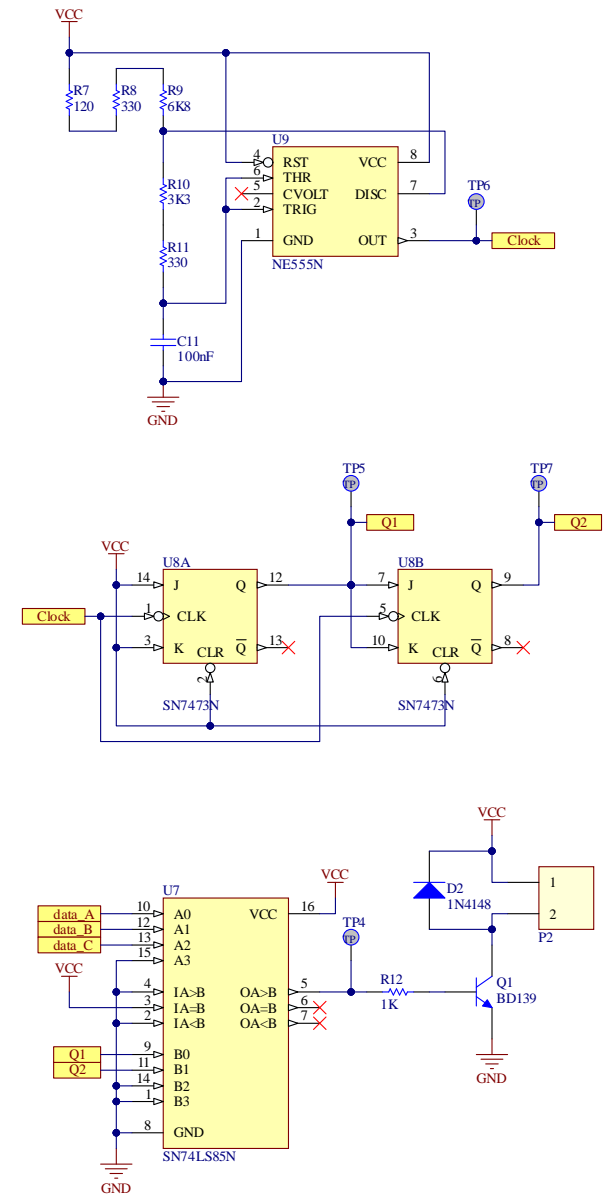 VCC
R7
120
R8
330
R9
6K8
R10
3K3
R11
330
C11
100nF
GND
U9
4 RST VCC 8
6 THR
5 CVOLT DISC 7
2 TRIG
1 GND OUT 3
NE555N
TP6
TP
Clock
TP5
TP
Q1
TP7
TP
Q2
VCC
U8A
14 J Q 12
Clock
1 CLK
3 K Q 13
CLR
2
SN7473N
U8B
7 J Q 9
5 CLK
10 K Q 8
CLR
6
SN7473N
VCC
D2
1N4148
1
2
P2
U7
VCC
data_A 10 A0 VCC 16
data_B 12 A1
data_C 13 A2
15 A3
VCC
4 IA>B OA>B 5
3 IA=B OA=B 6
2 IA<B OA<B 7
Q1 9 B0
Q2 11 B1
14 B2
1 B3
8 GND
SN74LS85N
GND
TP4
TP
R12
1K
Q1
BD139
GND